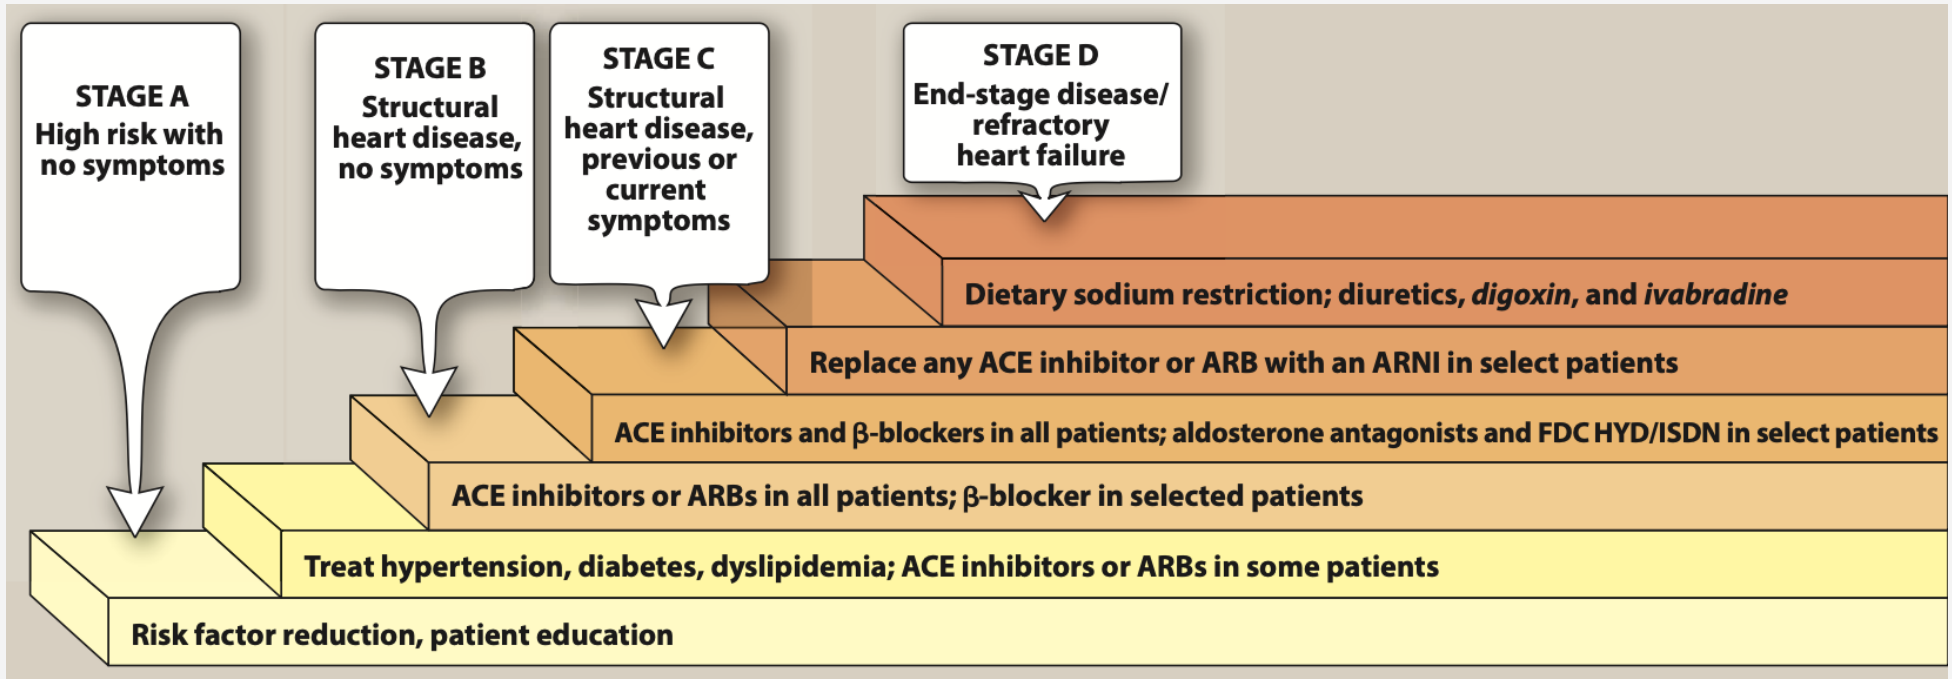 STAGE A
High risk with
no symptoms
STAGE B
Structural
heart disease,
no symptoms
STAGE C
Structural
heart disease,
previous or
current
symptoms
STAGE D
End-stage disease/
refractory
heart failure
Dietary sodium restriction; diuretics, digoxin, and ivabradine
Replace any ACE inhibitor or ARB with an ARNI in select patients
ACE inhibitors and β-blockers in all patients; aldosterone antagonists and FDC HYD/ISDN in select patients
ACE inhibitors or ARBs in all patients; β-blocker in selected patients
Treat hypertension, diabetes, dyslipidemia; ACE inhibitors or ARBs in some patients
Risk factor reduction, patient education